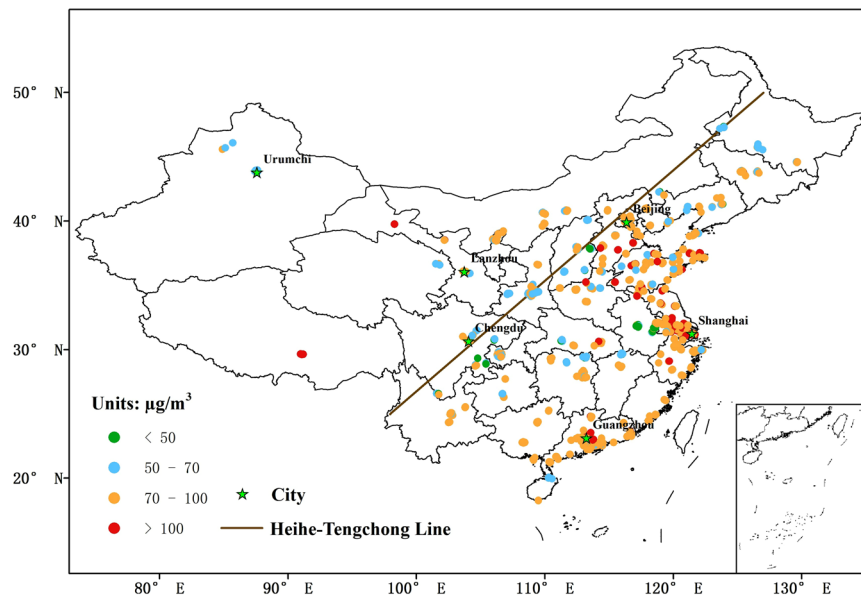 50° N
40° N
30° N
20° N
Urumchi
Beijing
Lanzhou
Chengdu
Shanghai
Guangzhou
Units: µg/m³
< 50
50 - 70
70 - 100
> 100
City
Heihe-Tengchong Line
80° E
90° E
100° E
110° E
120° E
130° E